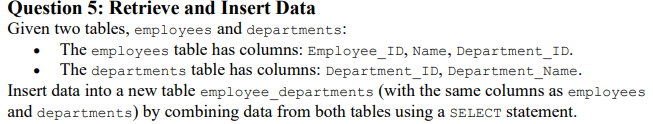 Question 5: Retrieve and Insert Data
Given two tables, employees and departments:
• The employees table has columns: Employee_ID, Name, Department_ID.
• The departments table has columns: Department_ID, Department_Name.
Insert data into a new table employee_departments (with the same columns as employees
and departments) by combining data from both tables using a SELECT statement.